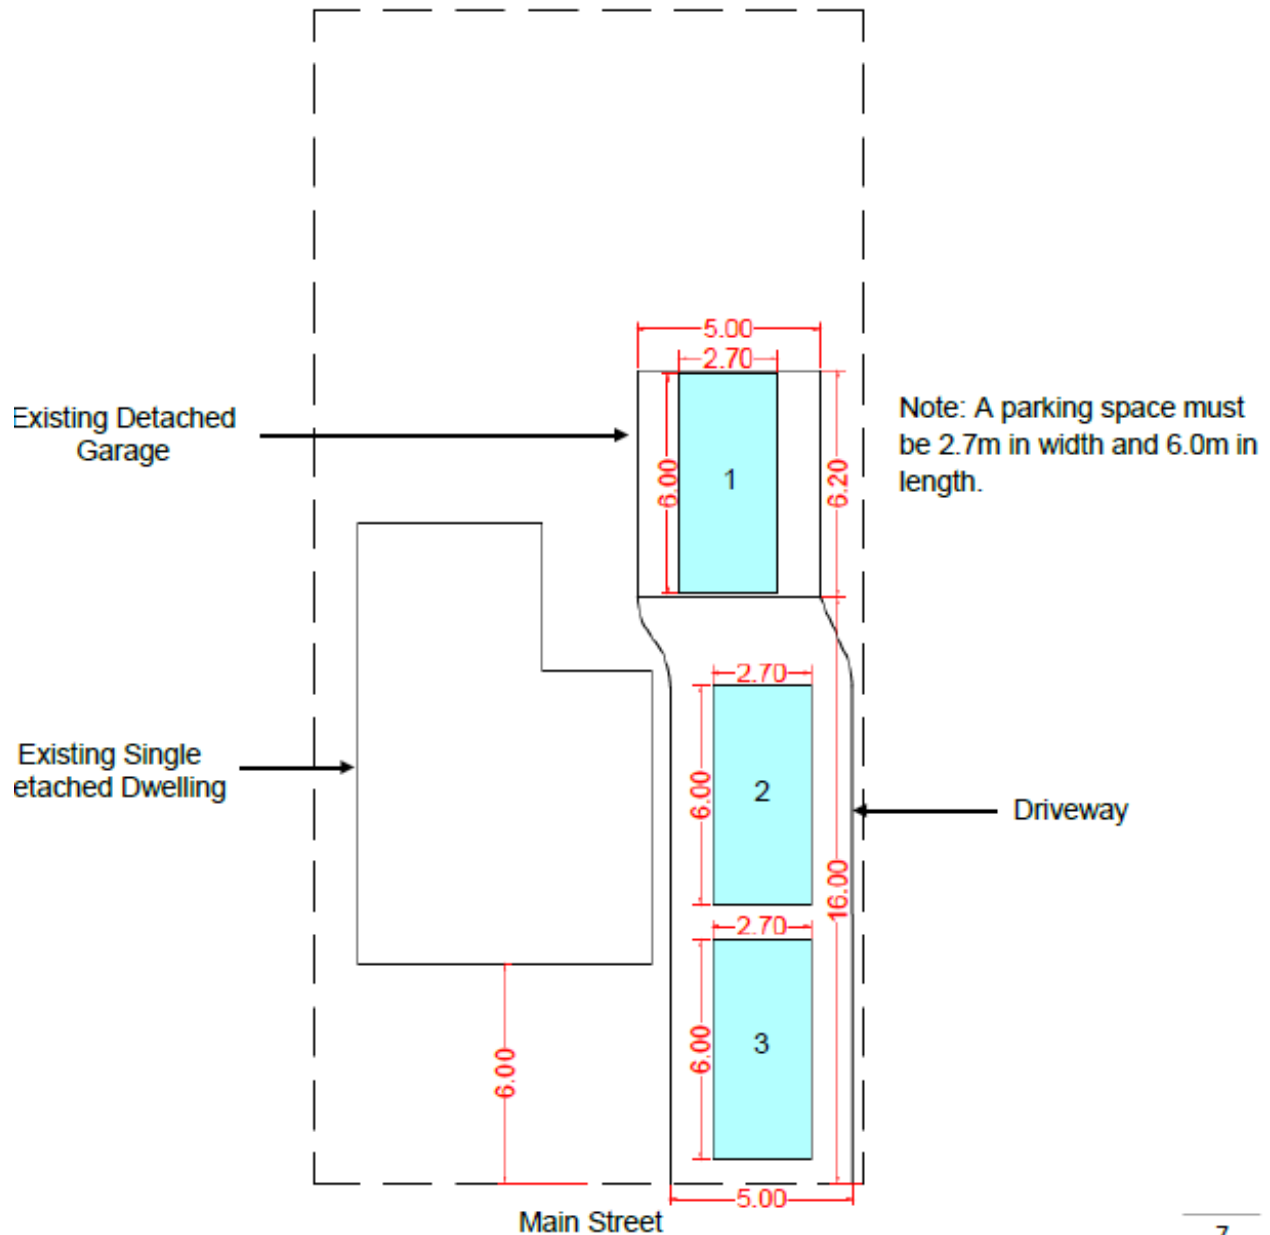 5.00
2.70
Existing Detached
Garage
Note: A parking space must
be 2.7m in width and 6.0m in
length.
6.00
1
6.20
2.70
Existing Single
etached Dwelling
6.00
2
Driveway
16.00
2.70
6.00
6.00
3
5.00
Main Street